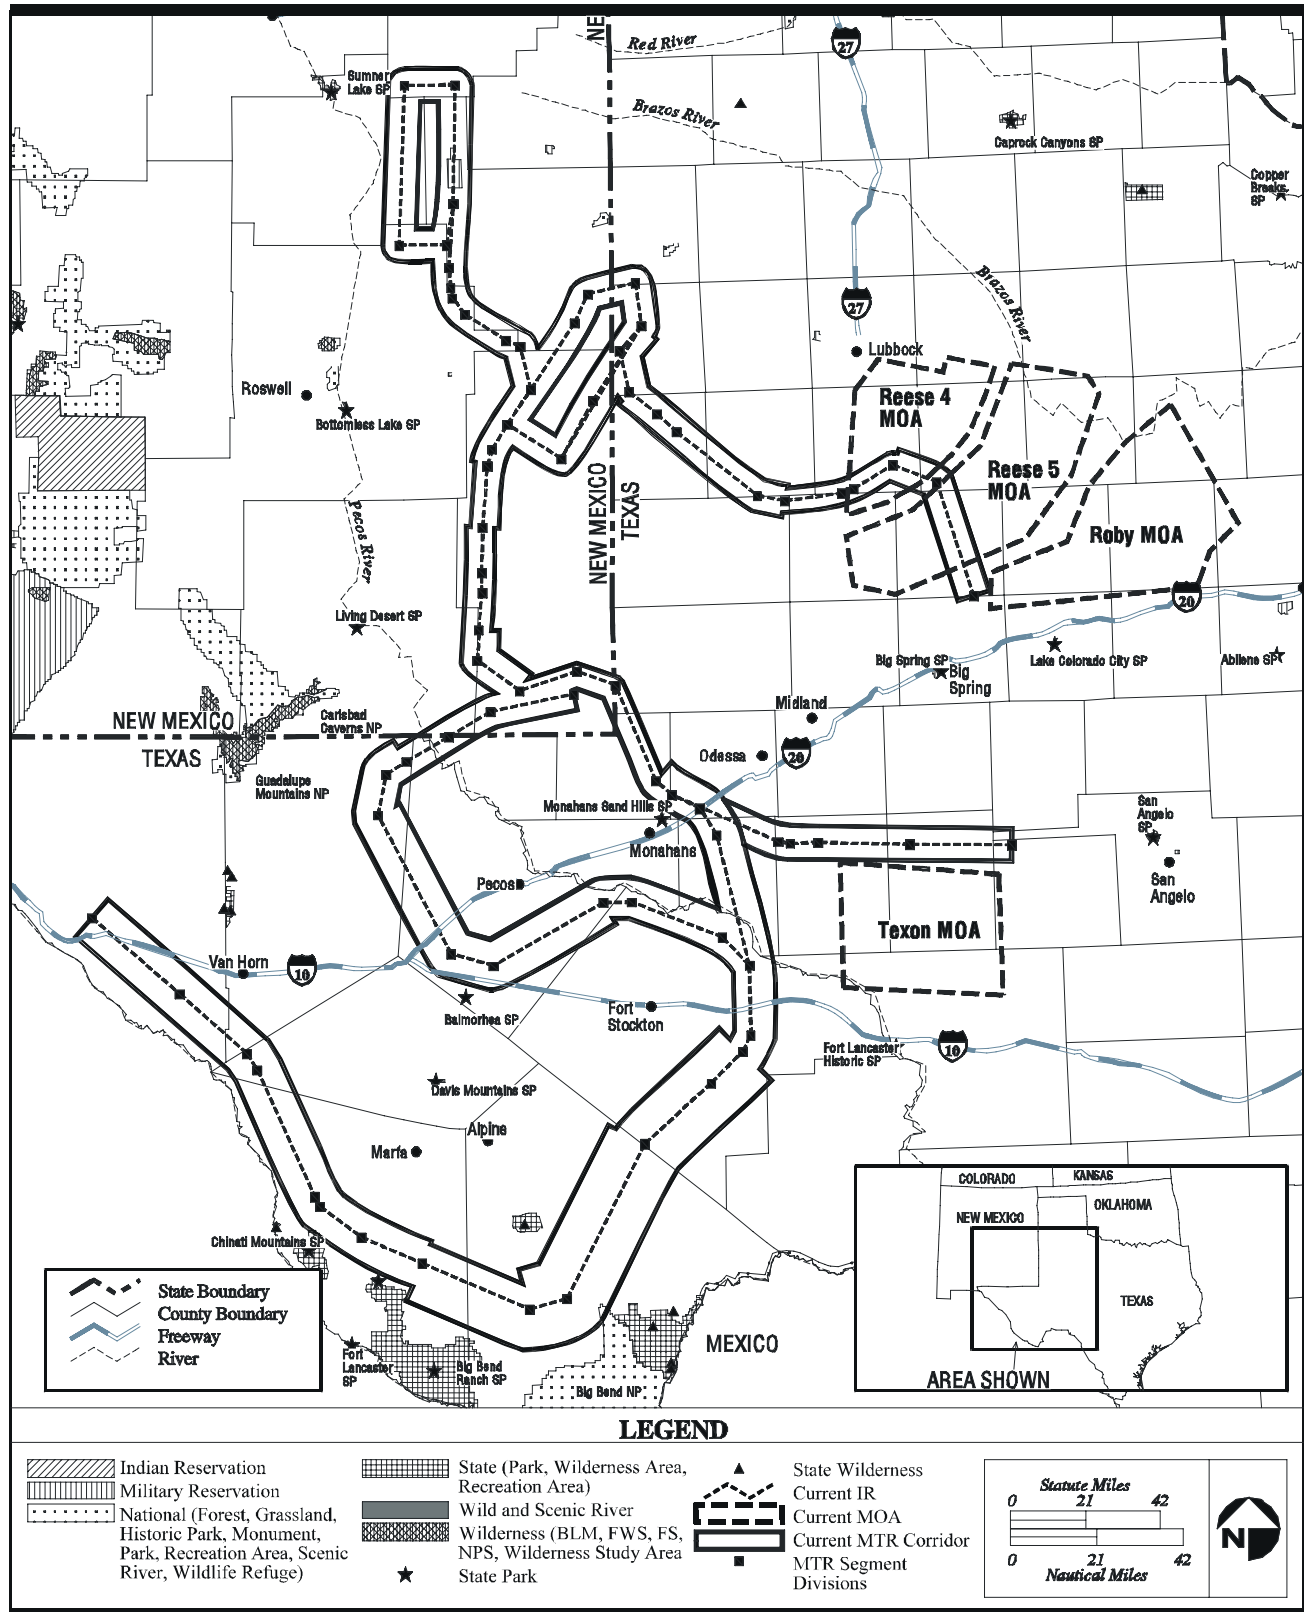 NE
Red River
27
Sumner
Lake SP
Brazos River
Caprock Canyons SP
Copper
Breaks
SP
Brazos River
27
Lubbock
Roswell
Reese 4
MOA
Bottomless Lake SP
Reese 5
MOA
NEW MEXICO
TEXAS
Pecos River
Roby MOA
20
Living Desert SP
Big Spring SP
Lake Colorado City SP
Abilene SP
Big
Spring
Midland
NEW MEXICO
Carlsbad
Caverns NP
TEXAS
Odessa
20
Guadalupe
Mountains NP
Monahans Sand Hills SP
San
Angelo
SP
Monahans
Pecos
San
Angelo
Texon MOA
Van Horn
10
Balmorhea SP
Fort
Stockton
Fort Lancaster
Historic SP
10
Davis Mountains SP
Alpine
Marfa
COLORADO
KANSAS
OKLAHOMA
NEW MEXICO
TEXAS
AREA SHOWN
Chinati Mountains SP
State Boundary
County Boundary
Freeway
River
MEXICO
Fort
Lancaster
SP
Big Bend
Ranch SP
Big Bend NP
LEGEND
Indian Reservation
Military Reservation
National (Forest, Grassland,
Historic Park, Monument,
Park, Recreation Area, Scenic
River, Wildlife Refuge)
State (Park, Wilderness Area,
Recreation Area)
Wild and Scenic River
Wilderness (BLM, FWS, FS,
NPS, Wilderness Study Area
State Park
State Wilderness
Current IR
Current MOA
Current MTR Corridor
MTR Segment
Divisions
Statute Miles
0 21 42
0 21 42
Nautical Miles
N